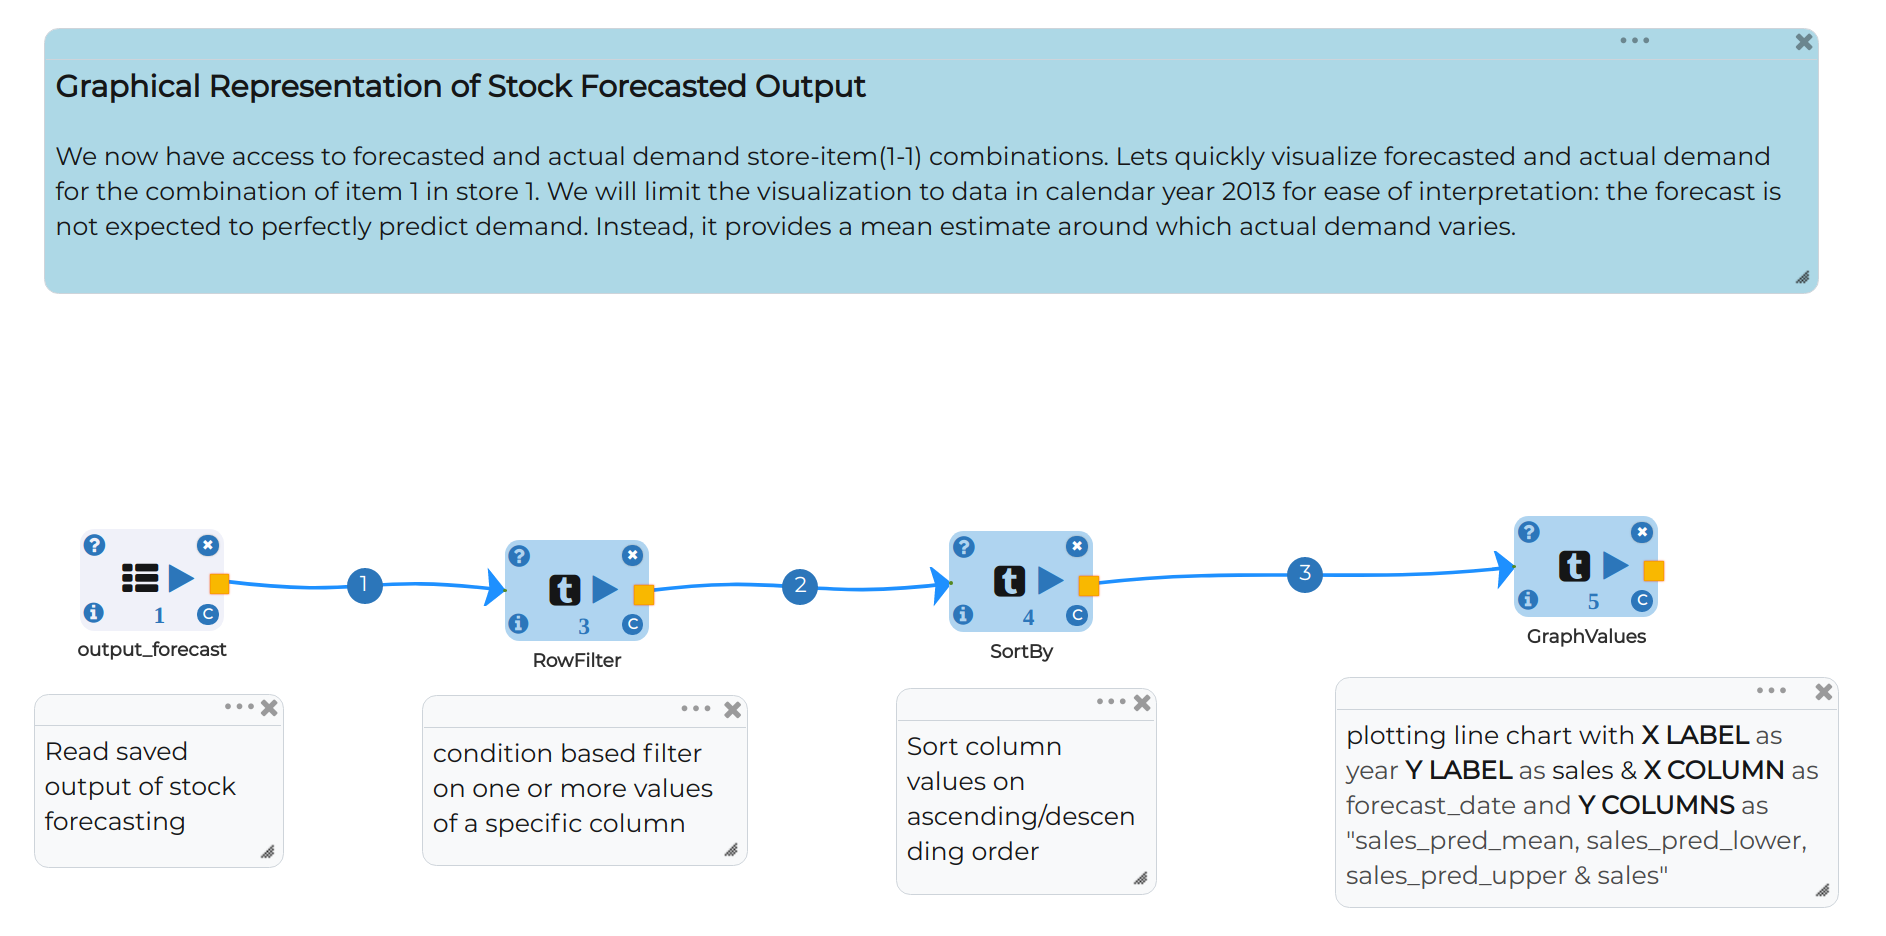 Graphical Representation of Stock Forecasted Output
We now have access to forecasted and actual demand store-item(1-1) combinations. Lets quickly visualize forecasted and actual demand
for the combination of item 1 in store 1. We will limit the visualization to data in calendar year 2013 for ease of interpretation: the forecast is
not expected to perfectly predict demand. Instead, it provides a mean estimate around which actual demand varies.
1
2
3
? i 1 C
output_forecast
? t i 3 C
RowFilter
? t i 4 C
SortBy
? t i 5 C
GraphValues
Read saved
output of stock
forecasting
condition based filter
on one or more values
of a specific column
Sort column
values on
ascending/descen
ding order
plotting line chart with X LABEL as
year Y LABEL as sales & X COLUMN as
forecast_date and Y COLUMNS as
"sales_pred_mean, sales_pred_lower,
sales_pred_upper & sales"